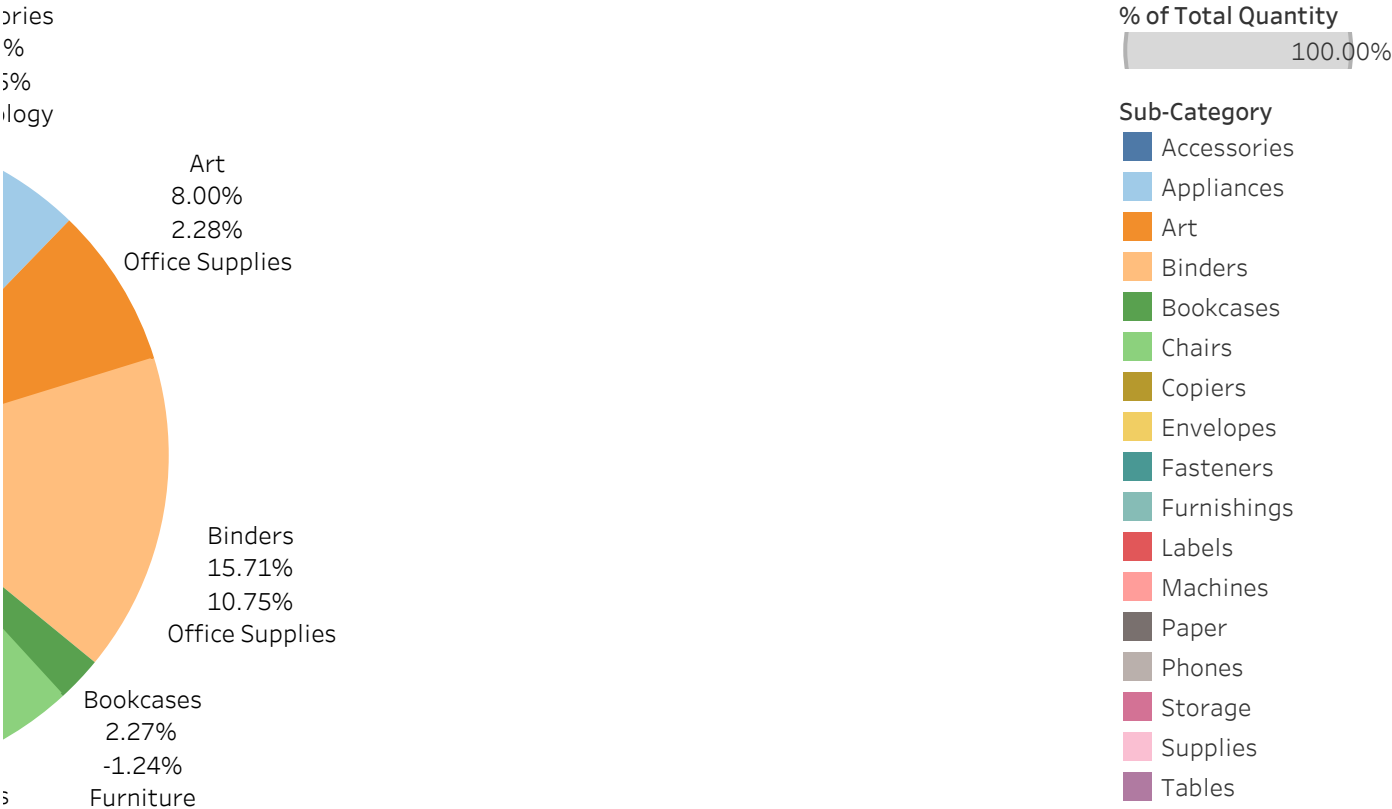 % of Total Quantity
100.00%
Sub-Category
Accessories
Appliances
Art
Binders
Bookcases
Chairs
Copiers
Envelopes
Fasteners
Furnishings
Labels
Machines
Paper
Phones
Storage
Supplies
Tables
Art
8.00%
2.28%
Office Supplies
Binders
15.71%
10.75%
Office Supplies
Bookcases
2.27%
-1.24%
Furniture